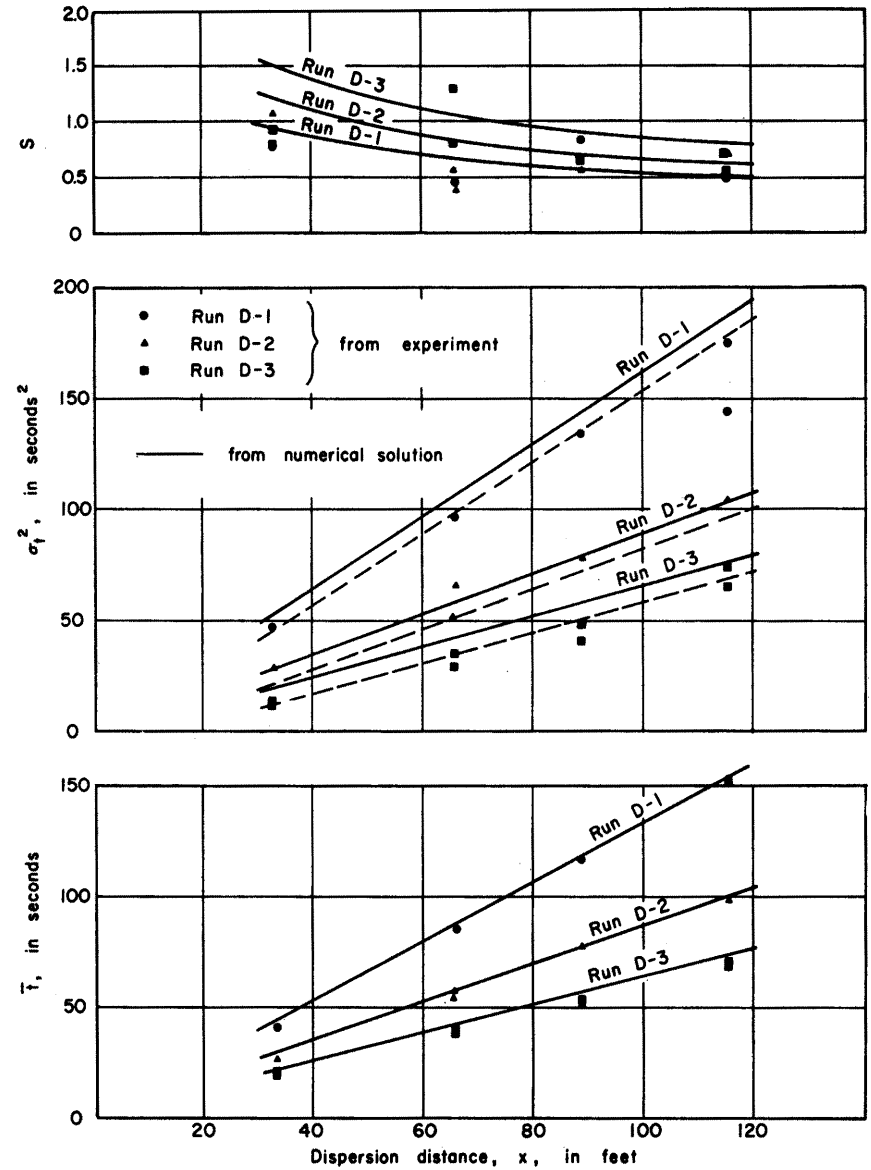 2.0
1.5
1.0
0.5
0
S
Run D-3
Run D-2
Run D-1
200
150
100
50
0
σt², in seconds²
Run D-1
Run D-2
Run D-3
from experiment
from numerical solution
Run D-1
Run D-2
Run D-3
150
100
50
0
t̄, in seconds
Run D-1
Run D-2
Run D-3
20 40 60 80 100 120
Dispersion distance, x, in feet